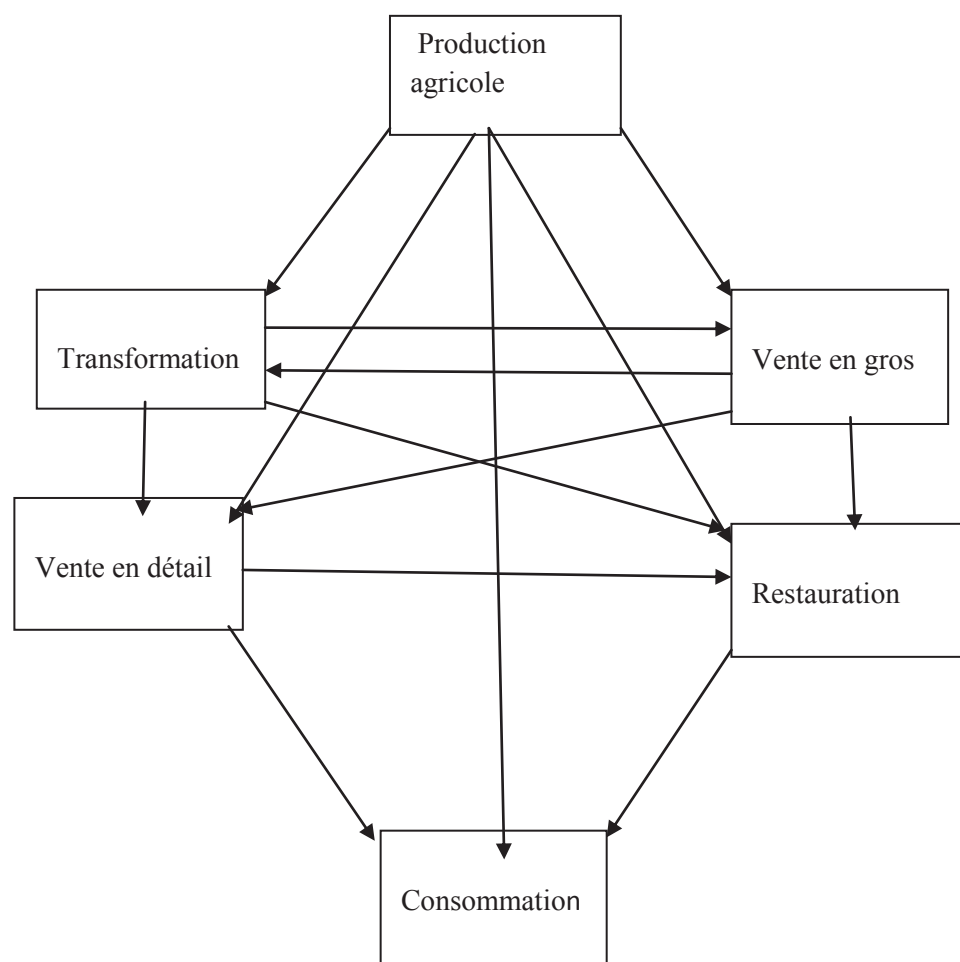 Production
agricole
Transformation
Vente en gros
Vente en détail
Restauration
Consommation